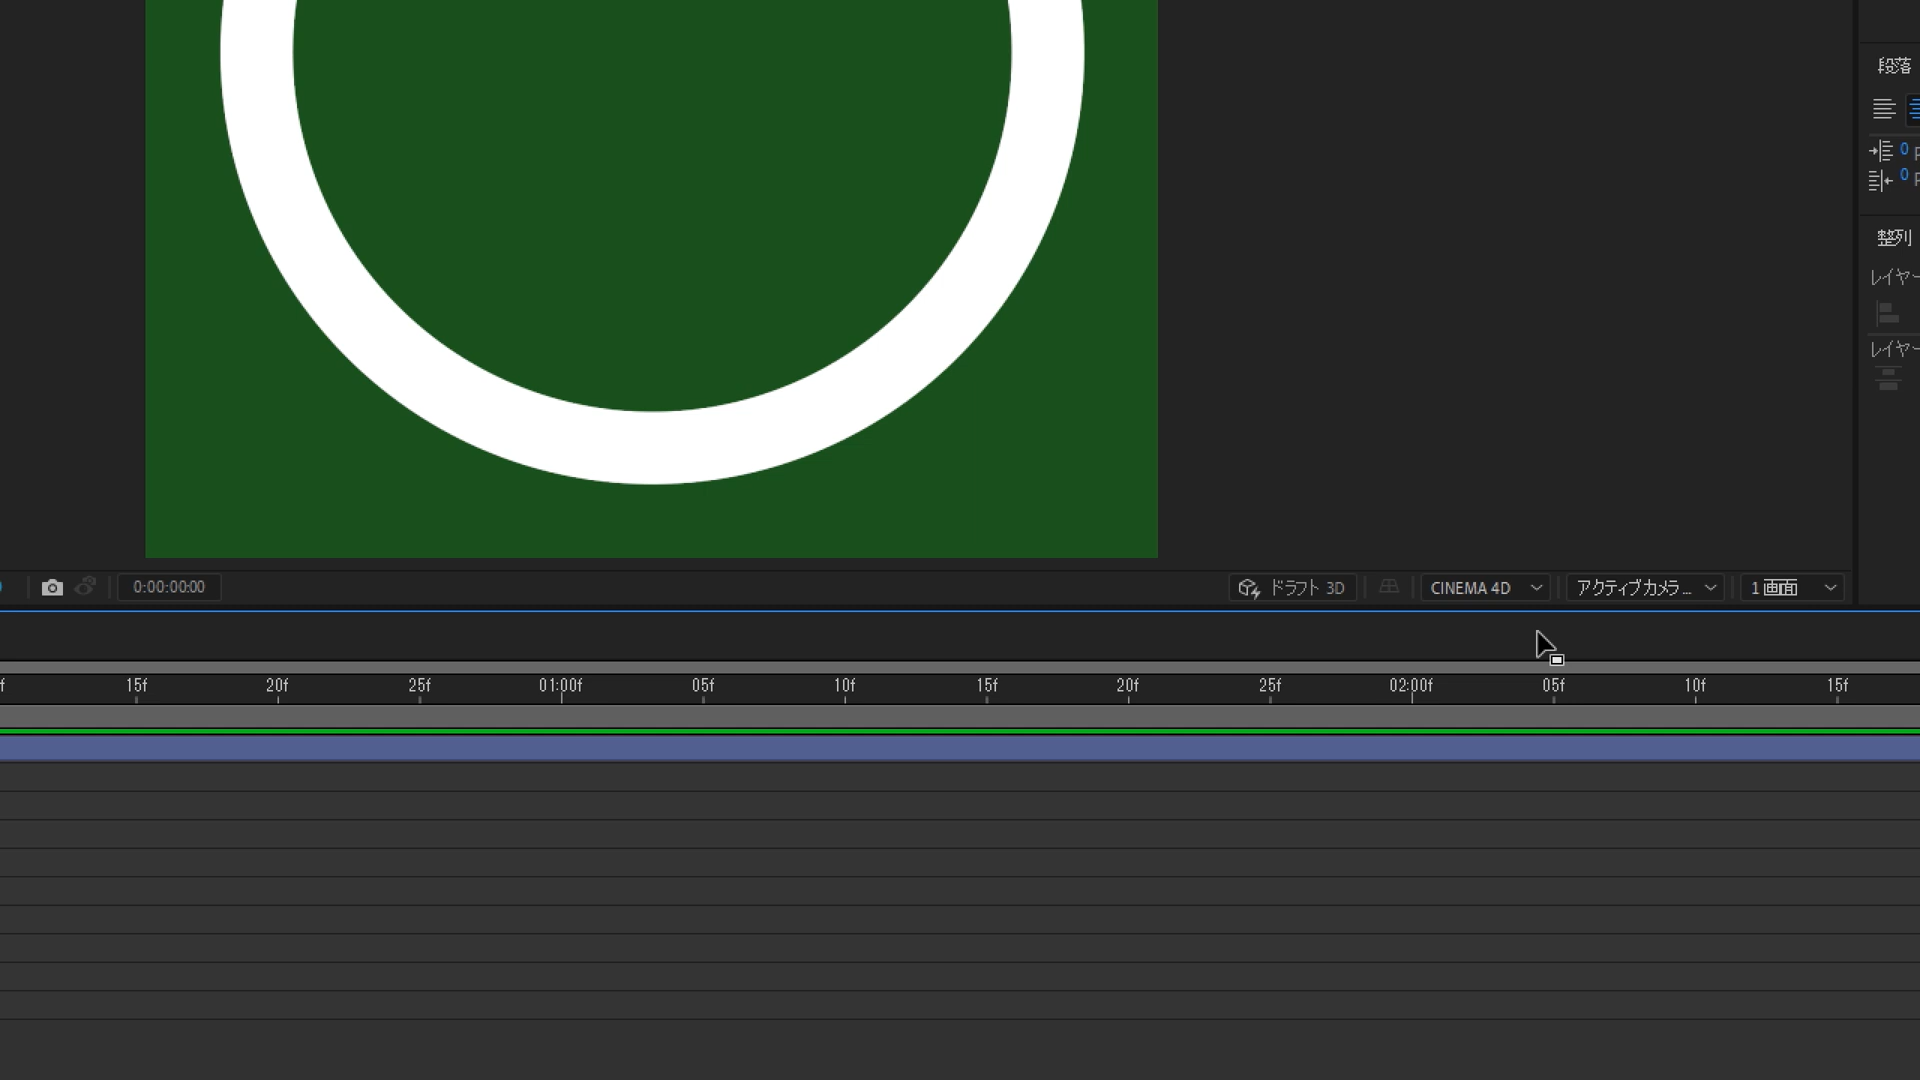 段落
0 p
0 p
整列
レイヤー
レイヤー
0:00:00:00
ドラフト 3D
CINEMA 4D
アクティブカメラ...
1 画面
f 15f 20f 25f 01:00f 05f 10f 15f 20f 25f 02:00f 05f 10f 15f